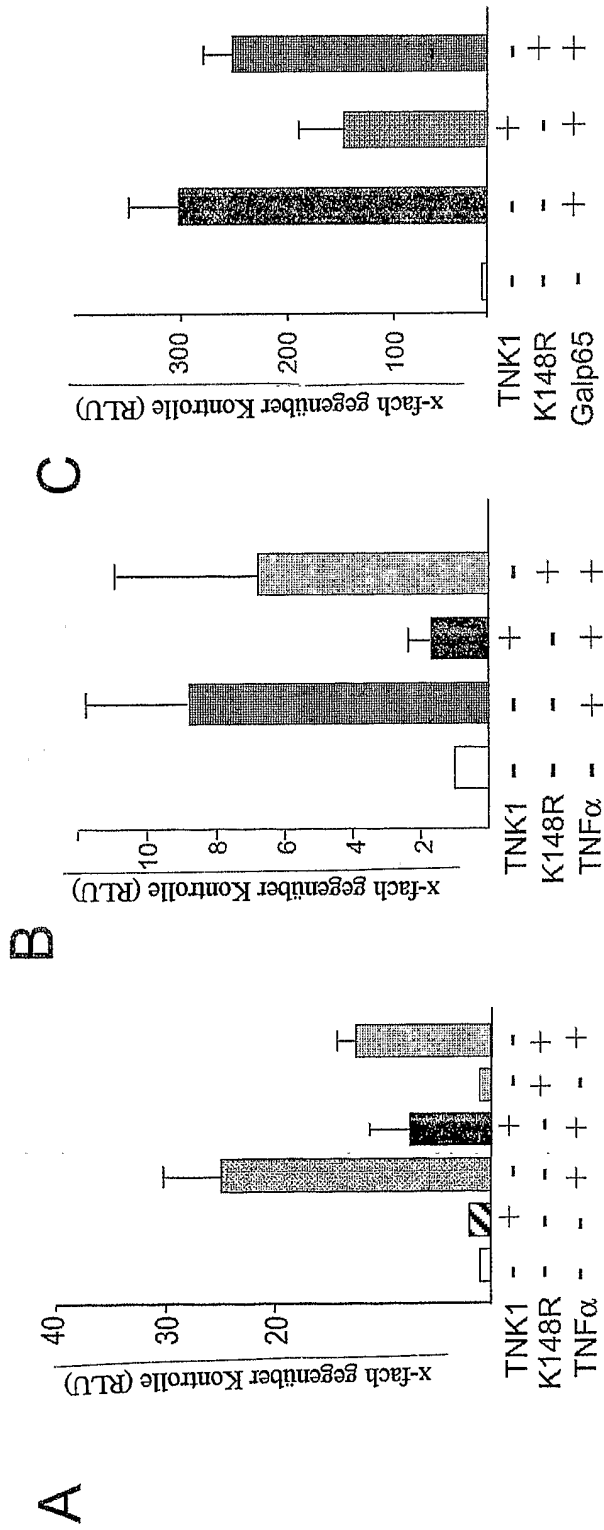 A
x-fach gegenüber Kontrolle (RLU)
40
30
20
TNK1 - + - + - -
K148R - - - - + +
TNFα - - + + - +
B
x-fach gegenüber Kontrolle (RLU)
10
8
6
4
2
TNK1 - - + -
K148R - - - +
TNFα - + + +
C
x-fach gegenüber Kontrolle (RLU)
300
200
100
TNK1 - - + -
K148R - - - +
Galp65 - + + +